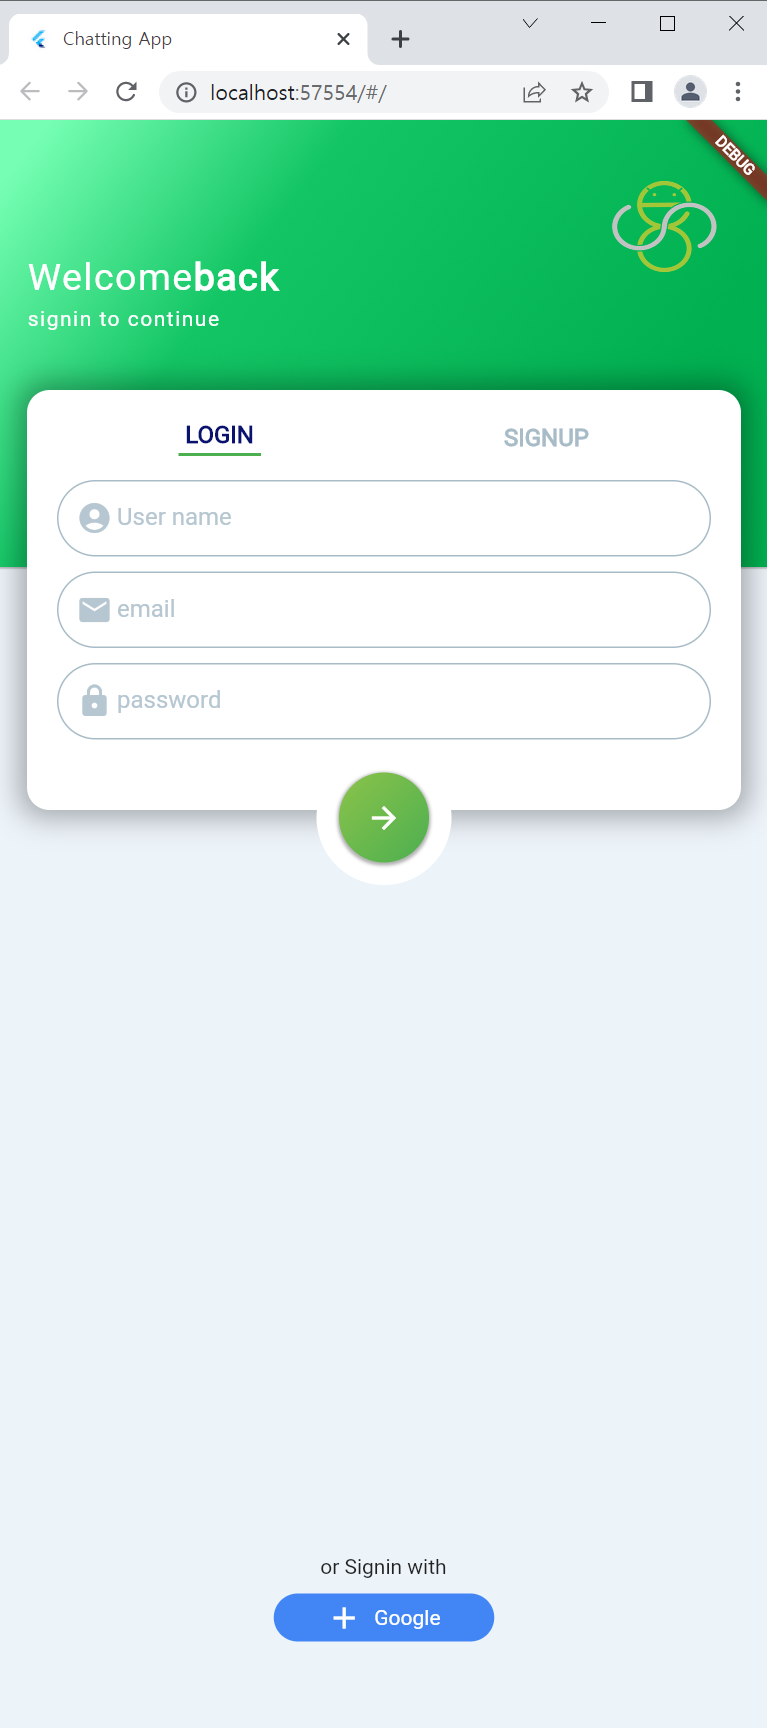 Chatting App
localhost:57554/#/
DEBUG
Welcomeback
signin to continue
LOGIN
SIGNUP
User name
email
password
or Signin with
Google